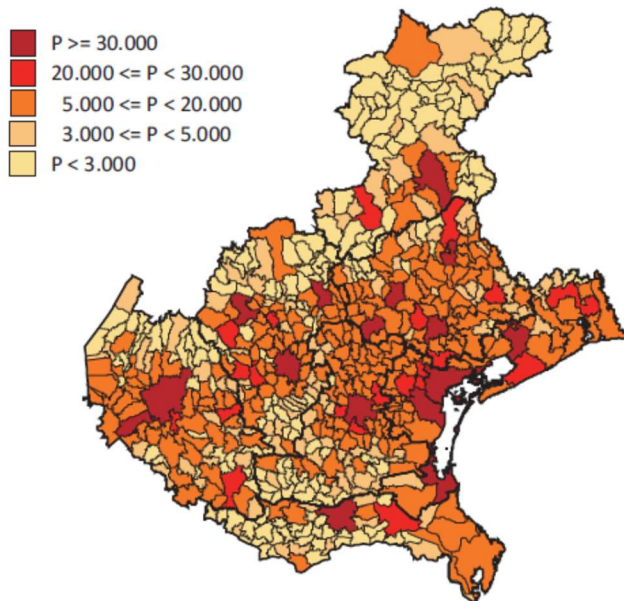 P >= 30.000
20.000 <= P < 30.000
5.000 <= P < 20.000
3.000 <= P < 5.000
P < 3.000